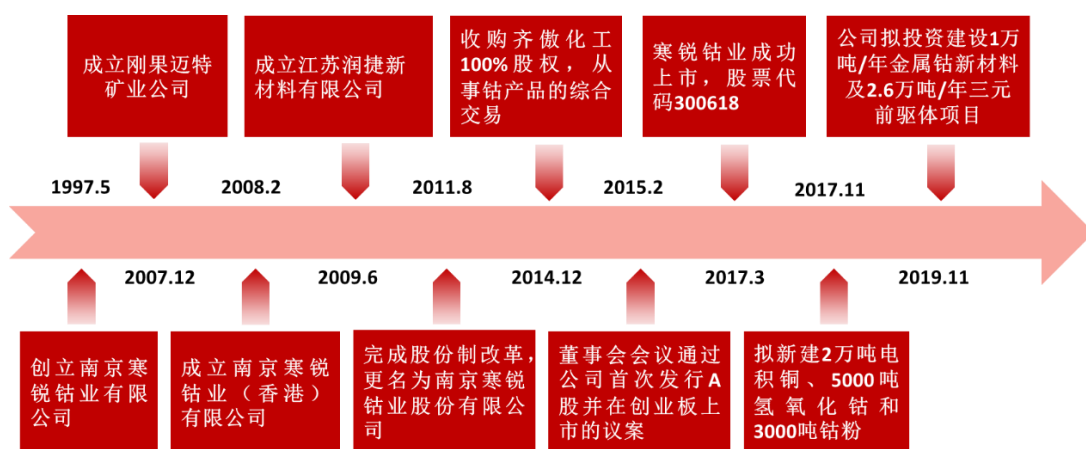 成立刚果迈特
矿业公司
成立江苏润捷新
材料有限公司
收购齐傲化工
100%股权，从
事钴产品的综合
交易
寒锐钴业成功
上市，股票代
码300618
公司拟投资建设1万
吨/年金属钴新材料
及2.6万吨/年三元
前驱体项目
1997.5
2008.2
2011.8
2015.2
2017.11
2007.12
2009.6
2014.12
2017.3
2019.11
创立南京寒
锐钴业有限
公司
成立南京寒锐
钴业（香港）
有限公司
完成股份制改革，
更名为南京寒锐
钴业股份有限公
司
董事会会议通过
公司首次发行A
股并在创业板上
市的议案
拟新建2万吨电
积铜、5000吨
氢氧化钴和
3000吨钴粉